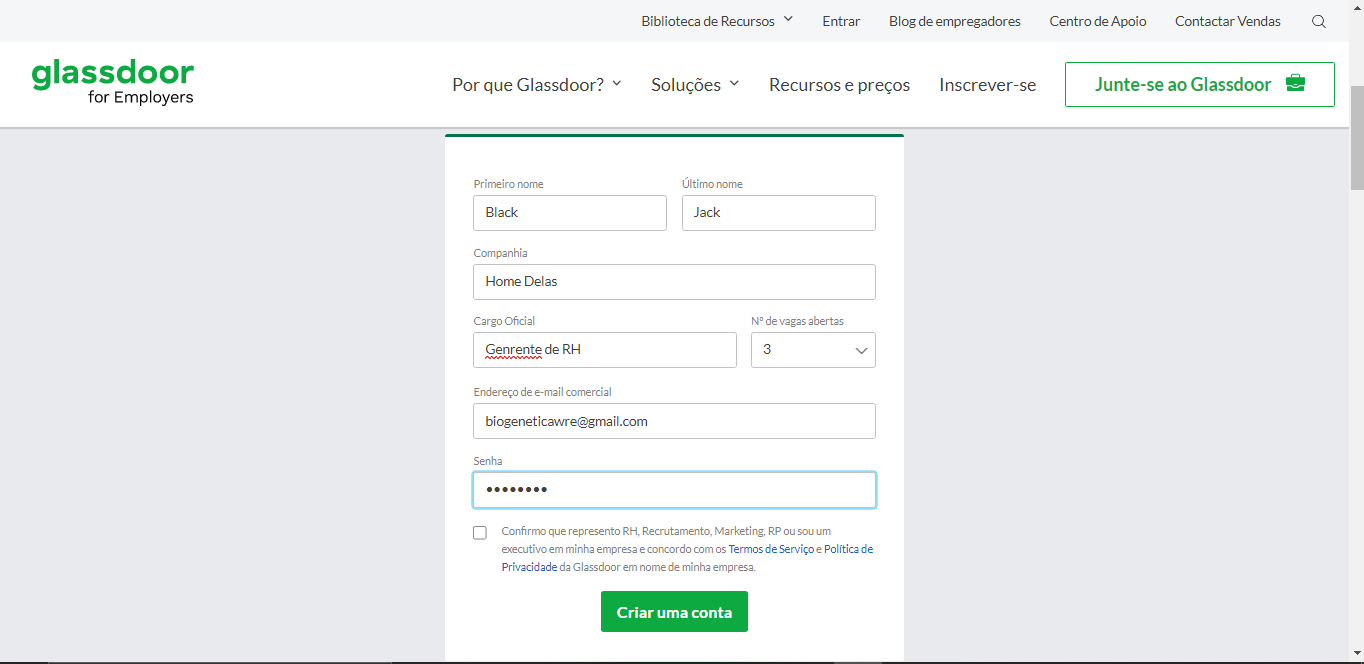 Biblioteca de Recursos Entrar Blog de empregadores Centro de Apoio Contactar Vendas
glassdoor
for Employers
Por que Glassdoor? Soluções Recursos e preços Inscrever-se Junte-se ao Glassdoor
Primeiro nome Último nome
Black Jack
Companhia
Home Delas
Cargo Oficial Nº de vagas abertas
Genrente de RH 3
Endereço de e-mail comercial
biogeneticawre@gmail.com
Senha
••••••••
Confirmo que represento RH, Recrutamento, Marketing, RP ou sou um
executivo em minha empresa e concordo com os Termos de Serviço e Política de
Privacidade da Glassdoor em nome de minha empresa.
Criar uma conta